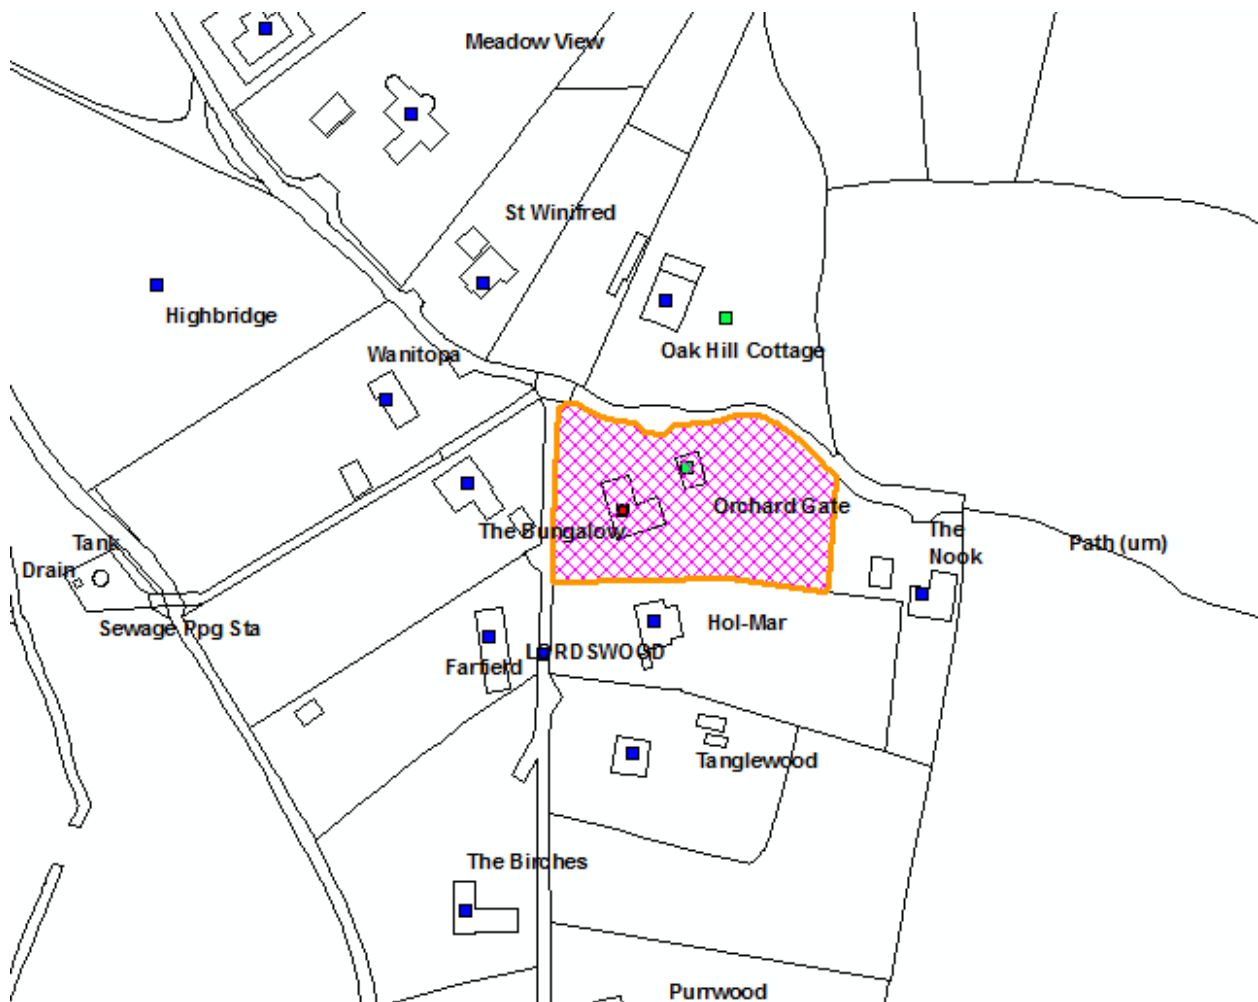 Meadow View
St Winifred
Highbridge
Oak Hill Cottage
Wanitopa
Orchard Gate
The Bungalow
The
Nook
Path (um)
Tank
Drain
Sewage Ppg Sta
Hol-Mar
LORDSWOOD
Farfield
Tanglewood
The Birches
Purrwood